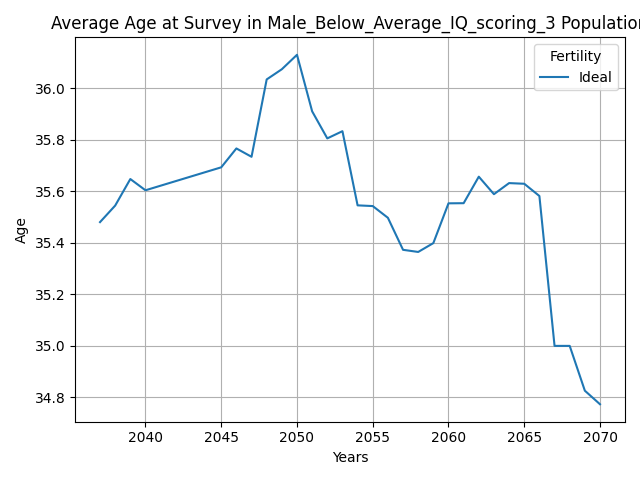 Average Age at Survey in Male_Below_Average_IQ_scoring_3 Population
Fertility
Ideal
36.0
35.8
35.6
35.4
35.2
35.0
34.8
Age
2040 2045 2050 2055 2060 2065 2070
Years